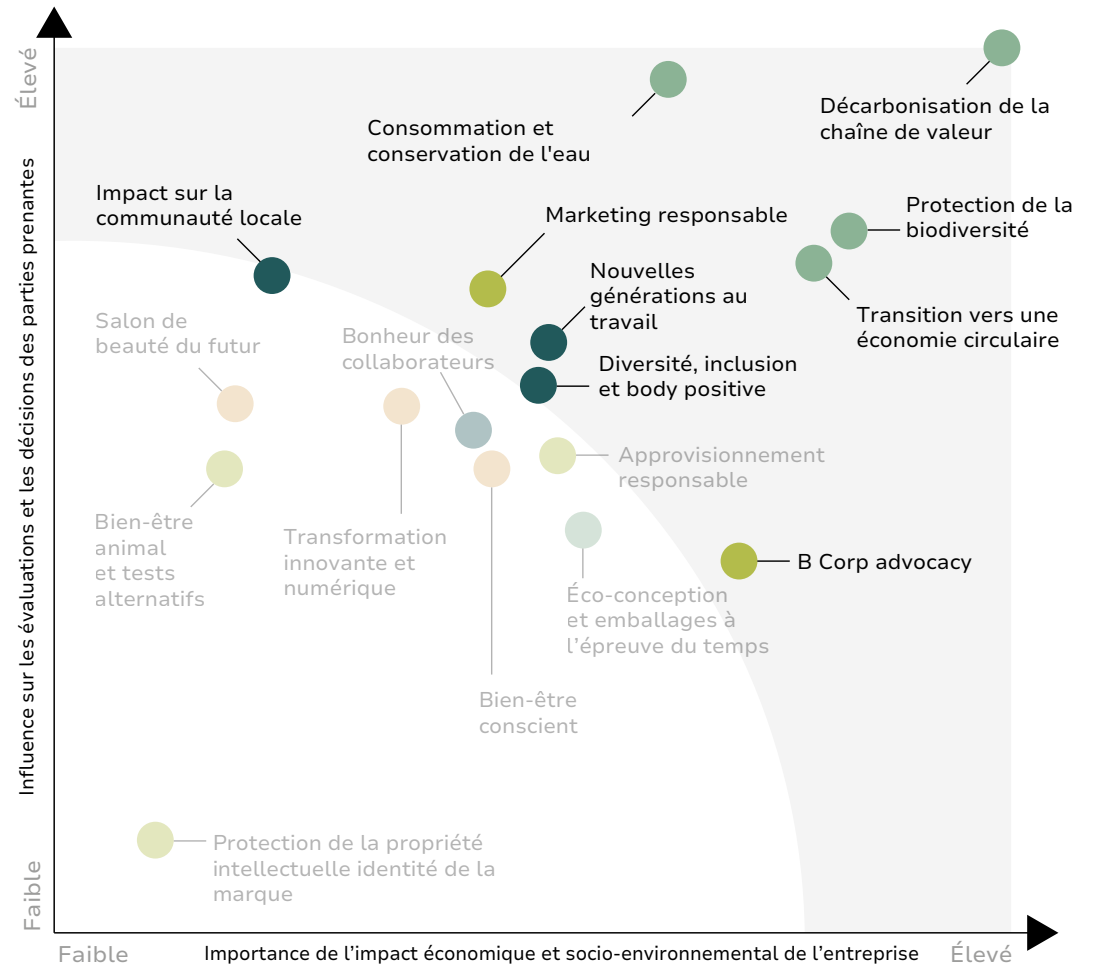 Élevé
Influence sur les évaluations et les décisions des parties prenantes
Faible
Décarbonisation de la
chaîne de valeur
Consommation et
conservation de l'eau
Impact sur la
communauté locale
Marketing responsable
Protection de la
biodiversité
Nouvelles
générations au
travail
Transition vers une
économie circulaire
Salon de
beauté du futur
Bonheur des
collaborateurs
Diversité, inclusion
et body positive
Approvisionnement
responsable
Bien-être
animal
et tests
alternatifs
Transformation
innovante et
numérique
B Corp advocacy
Éco-conception
et emballages à
l’épreuve du temps
Bien-être
conscient
Protection de la propriété
intellectuelle identité de la
marque
Faible
Importance de l’impact économique et socio-environnemental de l’entreprise
Élevé